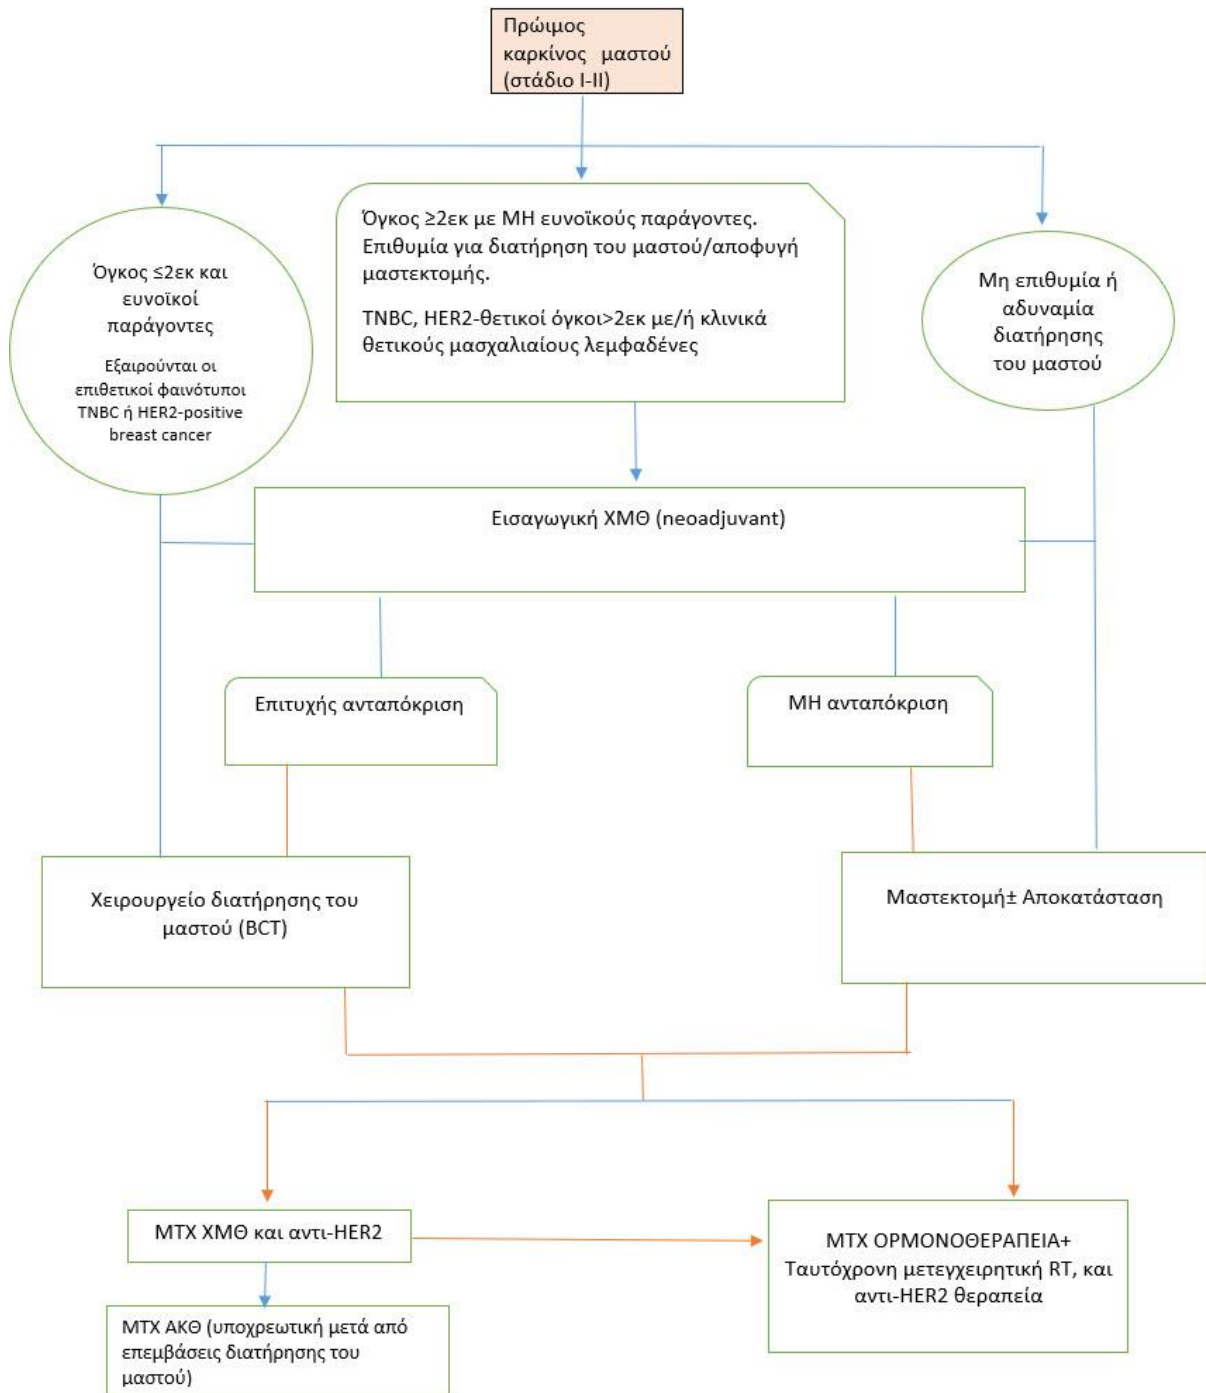 Πρώιμος
καρκίνος μαστού
(στάδιο I-II)
Όγκος ≤2εκ και
ευνοϊκοί
παράγοντες
Εξαιρούνται οι
επιθετικοί φαινότυποι
TNBC ή HER2-positive
breast cancer
Όγκος ≥2εκ με ΜΗ ευνοϊκούς παράγοντες.
Επιθυμία για διατήρηση του μαστού/αποφυγή
μαστεκτομής.
TNBC, HER2-θετικοί όγκοι>2εκ με/ή κλινικά
θετικούς μασχαλιαίους λεμφαδένες
Μη επιθυμία ή
αδυναμία
διατήρησης
του μαστού
Εισαγωγική ΧΜΘ (neoadjuvant)
Επιτυχής ανταπόκριση
ΜΗ ανταπόκριση
Χειρουργείο διατήρησης του
μαστού (BCT)
Μαστεκτομή± Αποκατάσταση
ΜΤΧ ΧΜΘ και αντι-HER2
ΜΤΧ ΟΡΜΟΝΟΘΕΡΑΠΕΙΑ+
Ταυτόχρονη μετεγχειρητική RT, και
αντι-HER2 θεραπεία
ΜΤΧ ΑΚΘ (υποχρεωτική μετά από
επεμβάσεις διατήρησης του
μαστού)